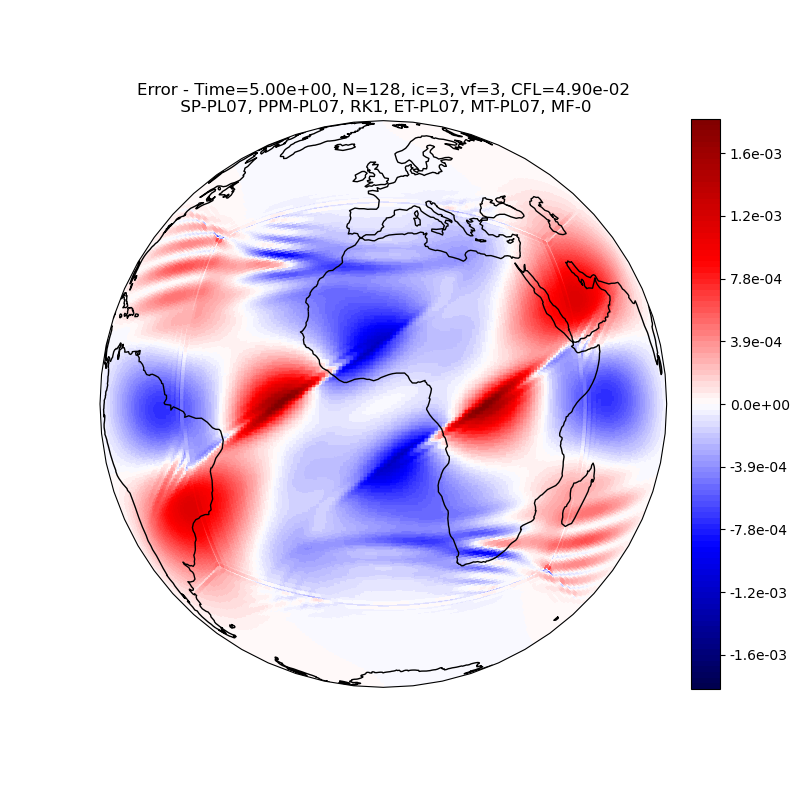 Error - Time=5.00e+00, N=128, ic=3, vf=3, CFL=4.90e-02
SP-PL07, PPM-PL07, RK1, ET-PL07, MT-PL07, MF-0
1.6e-03
1.2e-03
7.8e-04
3.9e-04
0.0e+00
-3.9e-04
-7.8e-04
-1.2e-03
-1.6e-03